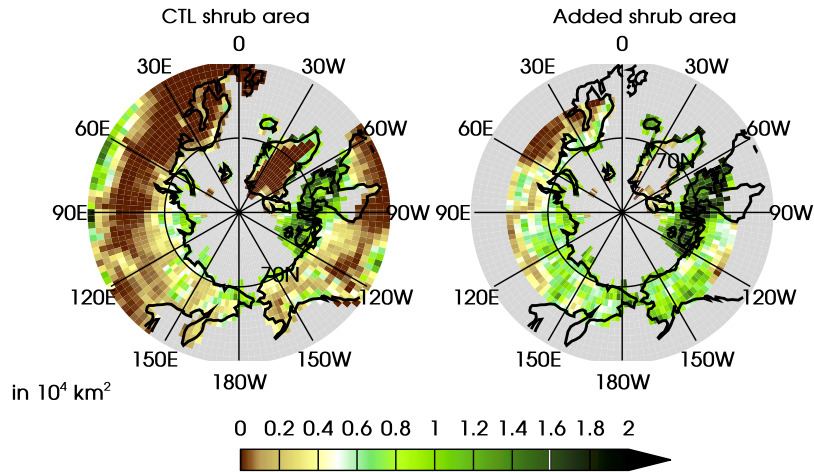 CTL shrub area
Added shrub area
0
0
30E
30W
30E
30W
60E
60W
60E
60W
70N
90E
90W
90E
90W
70N
120E
120W
120E
120W
150E
150W
150E
150W
180W
180W
in 10⁴ km²
0 0.2 0.4 0.6 0.8 1 1.2 1.4 1.6 1.8 2